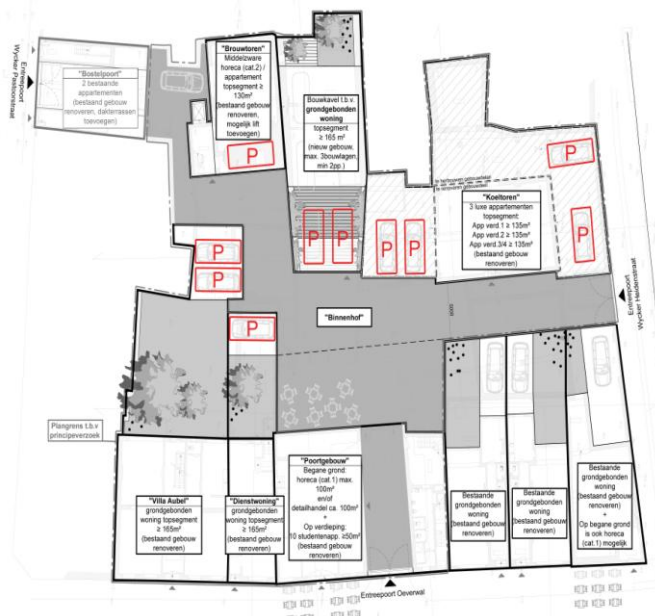 Entreepoort
Wycker Pastoorstraat
"Bostelpoort"
2 bestaande
appartementen
(bestaand gebouw
renoveren, dakterrassen
toevoegen)
"Brouwtoren"
Middelzware
horeca (cat.2) /
appartement
topsegment ≥
130m²
(bestaand gebouw
renoveren,
mogelijk lift
toevoegen)
P
Bouwkavel t.b.v.
grondgebonden
woning
topsegment
≥ 165 m²
(nieuw gebouw,
max. 3bouwlagen,
min 2pp.)
P
P
P
P
"Koeltoren"
3 luxe appartementen
topsegment:
App verd.1 ≥ 135m²
App verd.2 ≥ 135m²
App verd.3/4 ≥ 135m²
(bestaand gebouw
renoveren)
P
P
P
P
P
"Binnenhof"
Entreepoort
Wycker Heidenstraat
Plangrens t.b.v
principeverzoek
"Villa Aubel"
grondgebonden
woning topsegment
≥ 165m²
(bestaand gebouw
renoveren)
"Dienstwoning"
grondgebonden
woning topsegment
≥ 165m²
(bestaand gebouw
renoveren)
"Poortgebouw"
Begane grond:
horeca (cat.1) max.
100m²
en/of
detailhandel ca. 100m²
+
Op verdieping:
10 studentenapp. ≥50m²
(bestaand gebouw
renoveren)
Bestaande
grondgebonden
woning
(bestaand gebouw
renoveren)
Bestaande
grondgebonden
woning
(bestaand gebouw
renoveren)
Bestaande
grondgebonden
woning
(bestaand gebouw
renoveren)
+
Op begane grond
is ook horeca
(cat.1) mogelijk
Entreepoort Oeverwal